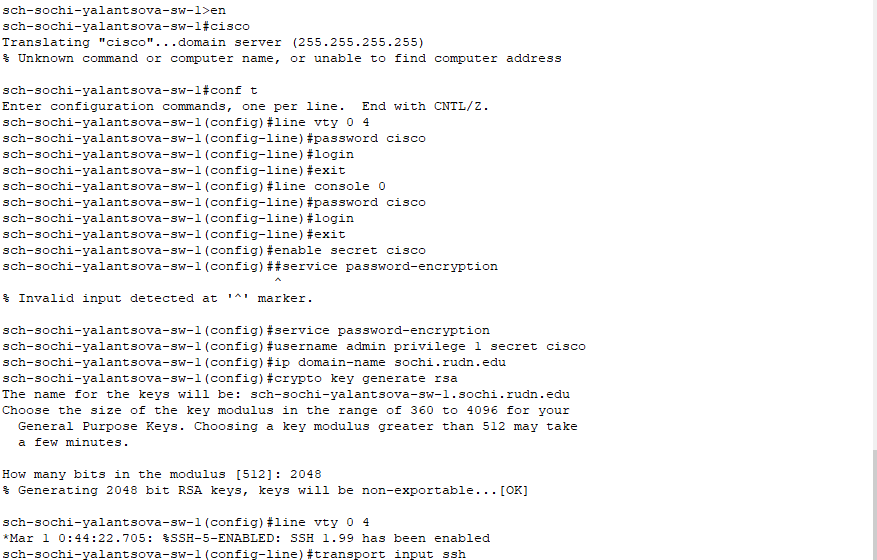 sch-sochi-yalantsova-sw-1>en
sch-sochi-yalantsova-sw-1#cisco
Translating "cisco"...domain server (255.255.255.255)
% Unknown command or computer name, or unable to find computer address
sch-sochi-yalantsova-sw-1#conf t
Enter configuration commands, one per line.  End with CNTL/Z.
sch-sochi-yalantsova-sw-1(config)#line vty 0 4
sch-sochi-yalantsova-sw-1(config-line)#password cisco
sch-sochi-yalantsova-sw-1(config-line)#login
sch-sochi-yalantsova-sw-1(config-line)#exit
sch-sochi-yalantsova-sw-1(config)#line console 0
sch-sochi-yalantsova-sw-1(config-line)#password cisco
sch-sochi-yalantsova-sw-1(config-line)#login
sch-sochi-yalantsova-sw-1(config-line)#exit
sch-sochi-yalantsova-sw-1(config)#enable secret cisco
sch-sochi-yalantsova-sw-1(config)##service password-encryption
^
% Invalid input detected at '^' marker.
sch-sochi-yalantsova-sw-1(config)#service password-encryption
sch-sochi-yalantsova-sw-1(config)#username admin privilege 1 secret cisco
sch-sochi-yalantsova-sw-1(config)#ip domain-name sochi.rudn.edu
sch-sochi-yalantsova-sw-1(config)#crypto key generate rsa
The name for the keys will be: sch-sochi-yalantsova-sw-1.sochi.rudn.edu
Choose the size of the key modulus in the range of 360 to 4096 for your
General Purpose Keys. Choosing a key modulus greater than 512 may take
a few minutes.
How many bits in the modulus [512]: 2048
% Generating 2048 bit RSA keys, keys will be non-exportable...[OK]
sch-sochi-yalantsova-sw-1(config)#line vty 0 4
*Mar 1 0:44:22.705: %SSH-5-ENABLED: SSH 1.99 has been enabled
sch-sochi-yalantsova-sw-1(config-line)#transport input ssh